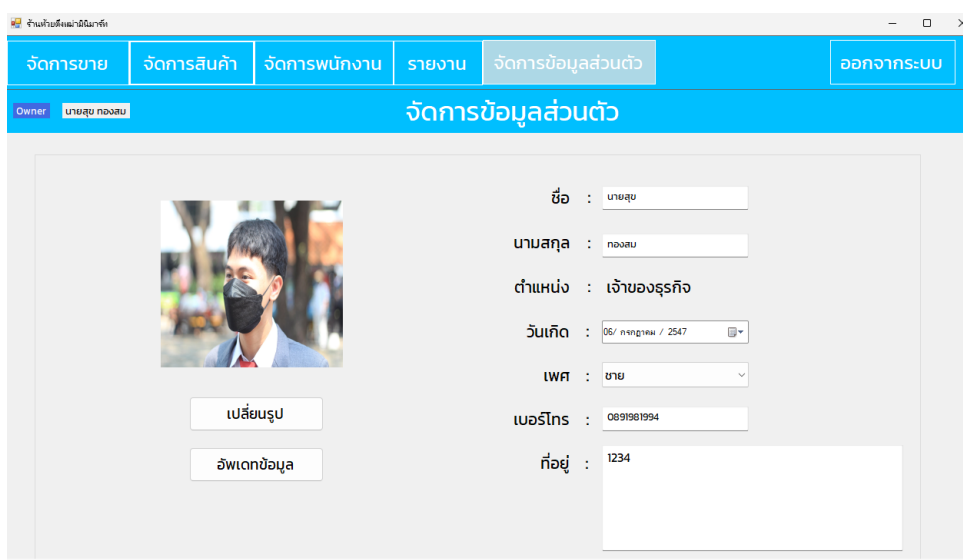 ร้านห้วยตึงเฒ่ามินิมาร์ท
จัดการขาย จัดการสินค้า จัดการพนักงาน รายงาน จัดการข้อมูลส่วนตัว ออกจากระบบ
Owner นายสุข ทองสม จัดการข้อมูลส่วนตัว
ชื่อ : นายสุข
นามสกุล : ทองสม
ตำแหน่ง : เจ้าของธุรกิจ
วันเกิด : 06/ กรกฎาคม / 2547
เพศ : ชาย
เบอร์โทร : 0891981994
ที่อยู่ : 1234
เปลี่ยนรูป
อัพเดทข้อมูล